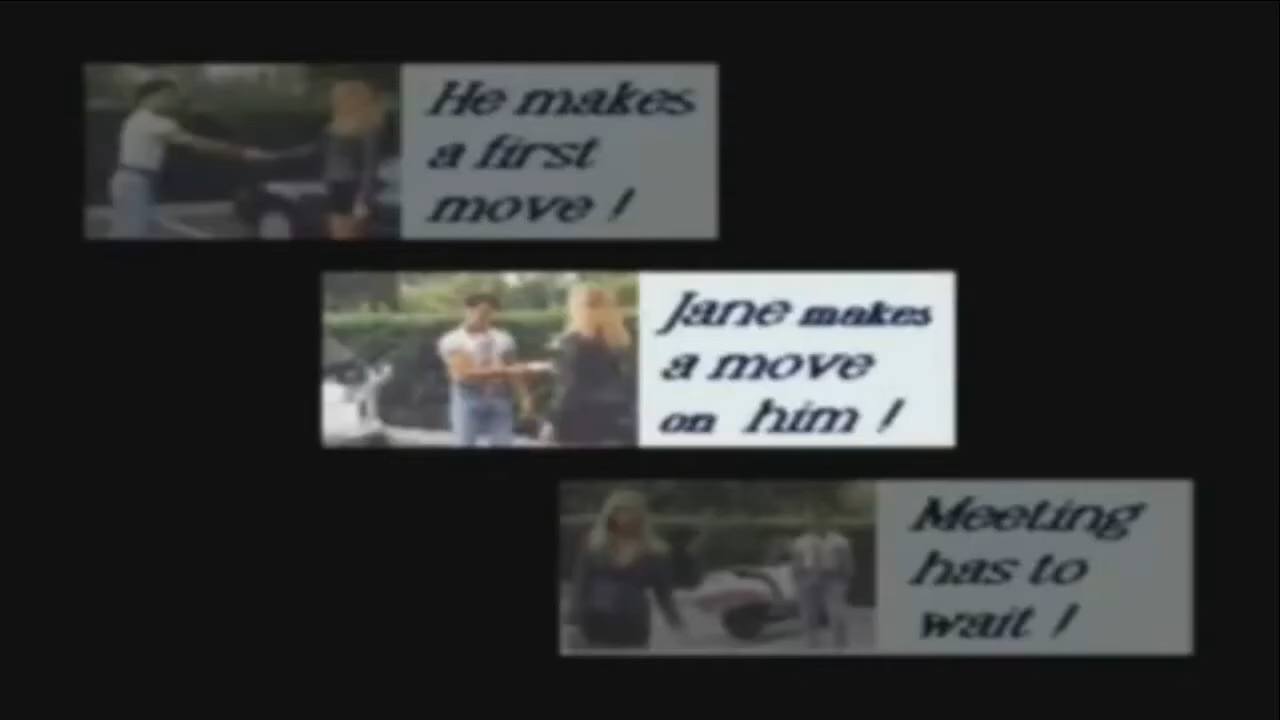 He makes
a first
move !
Jane makes
a move
on him !
Meeting
has to
wait !